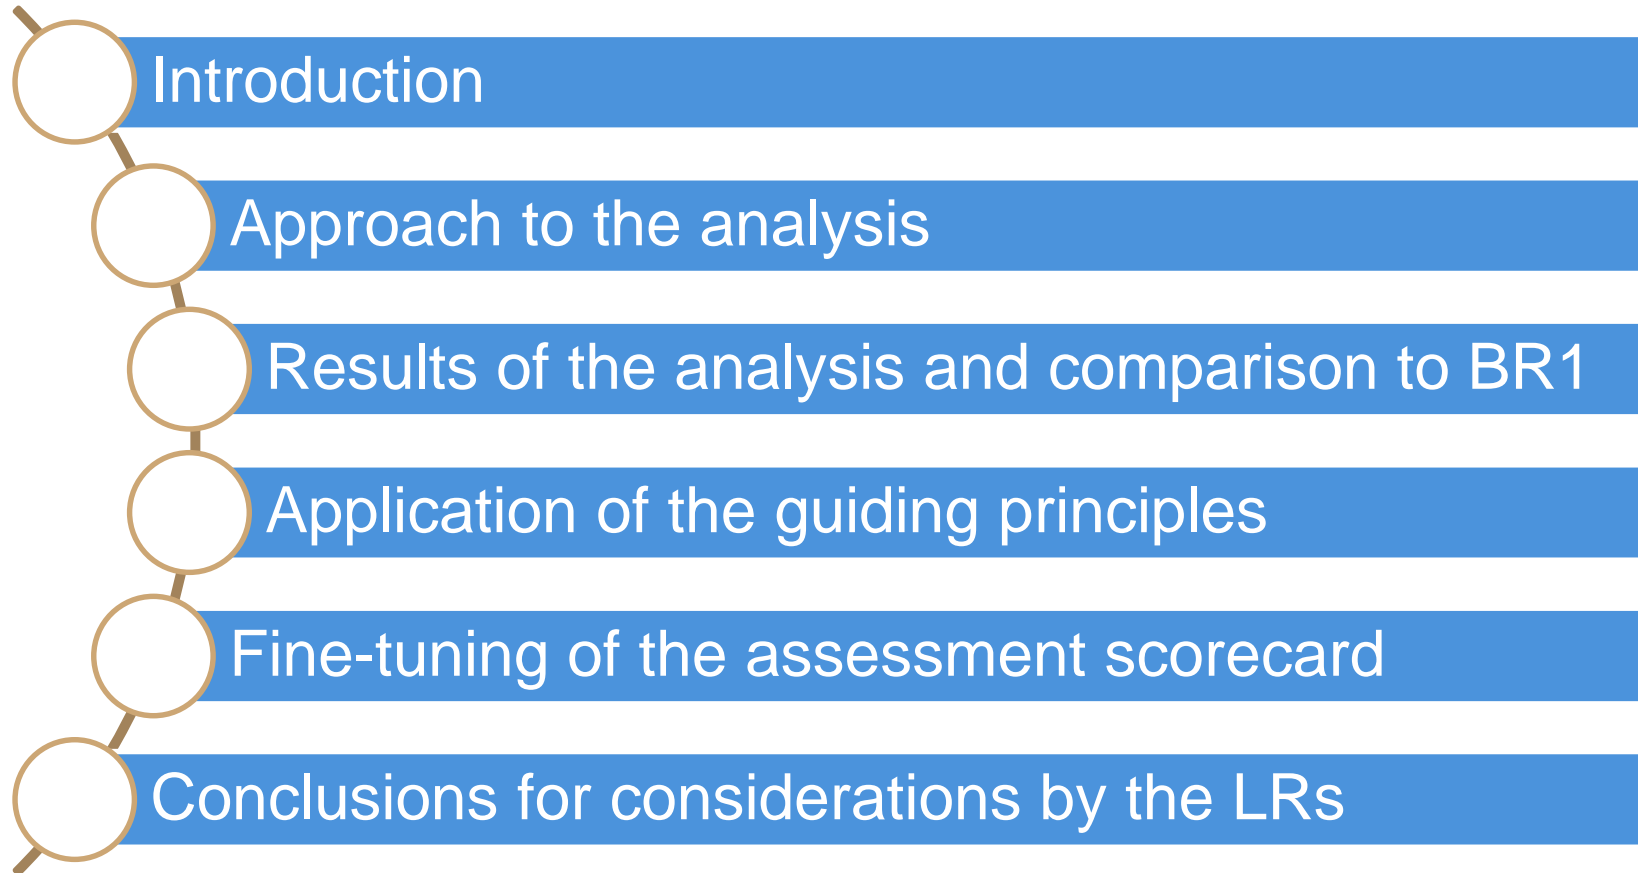 Introduction
Approach to the analysis
Results of the analysis and comparison to BR1
Application of the guiding principles
Fine-tuning of the assessment scorecard
Conclusions for considerations by the LRs